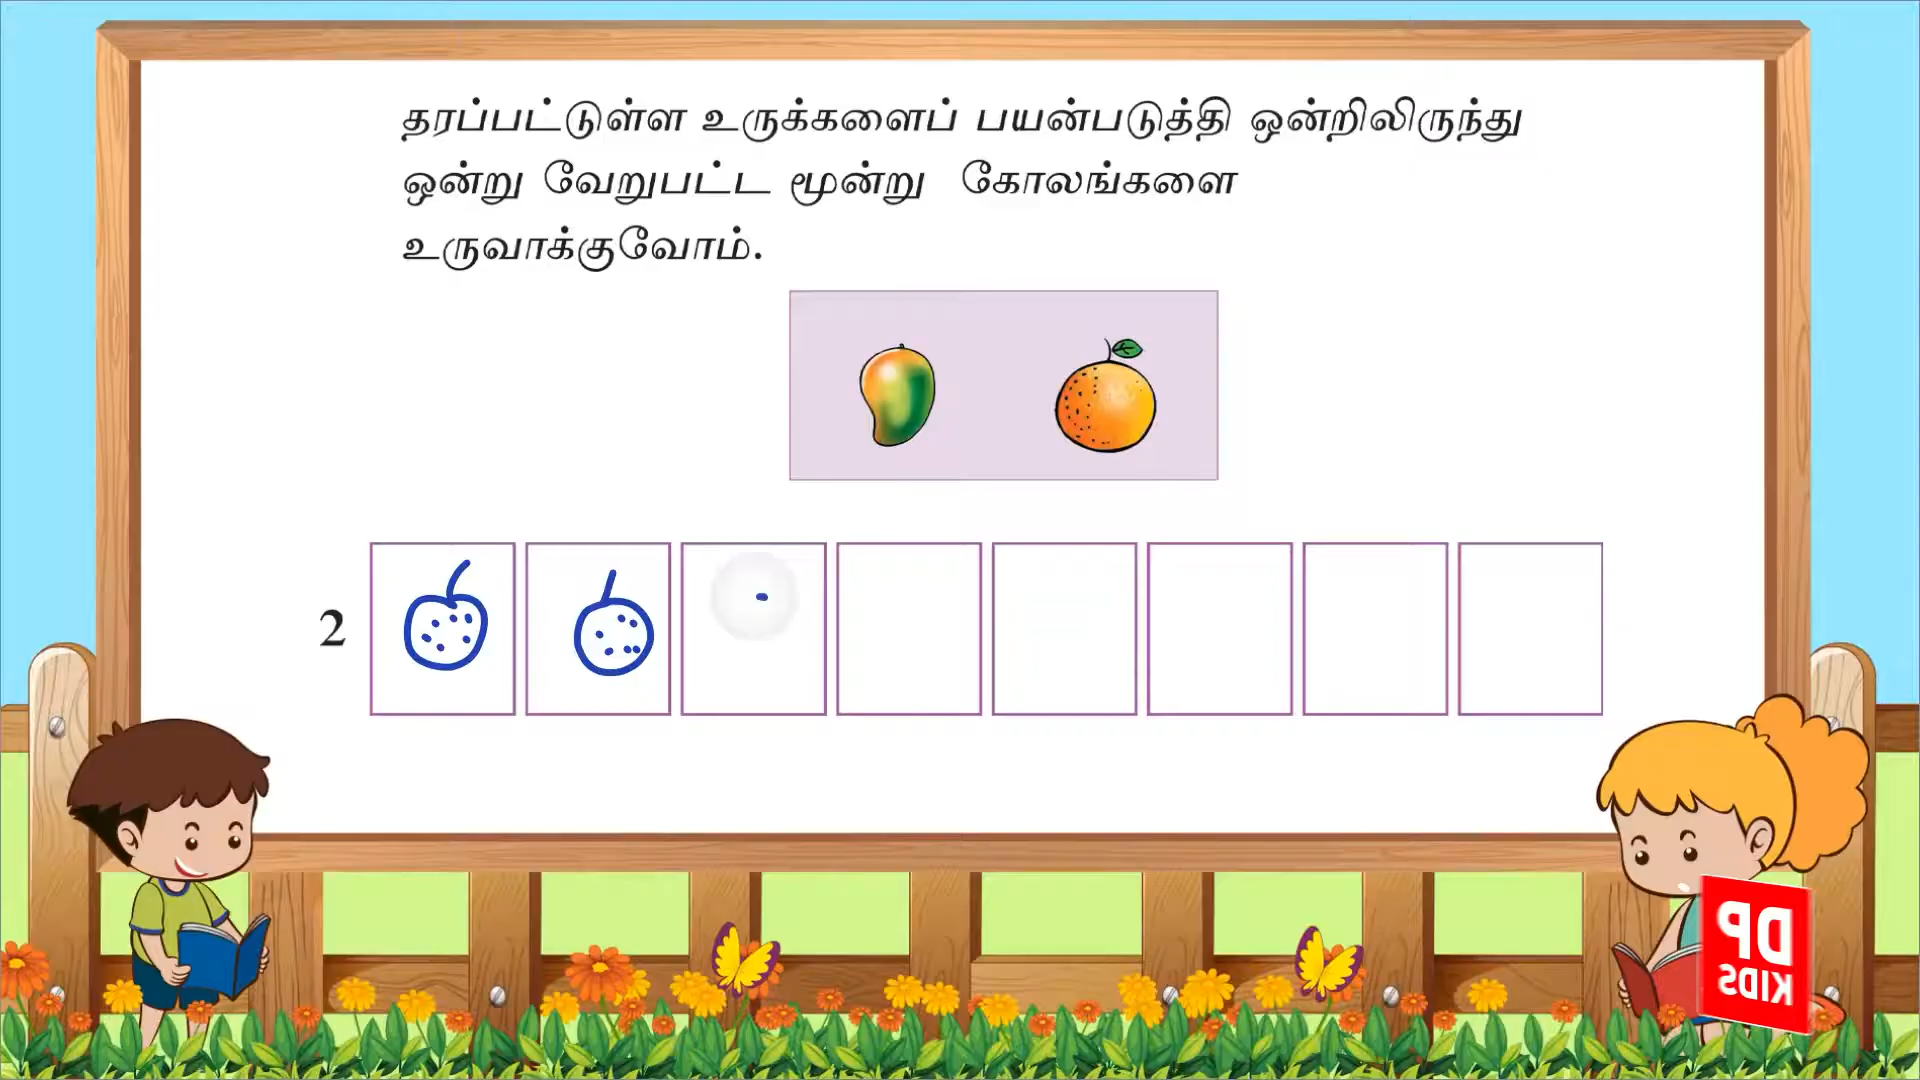 தரப்பட்டுள்ள உருக்களைப் பயன்படுத்தி ஒன்றிலிருந்து
ஒன்று வேறுபட்ட மூன்று கோலங்களை
உருவாக்குவோம்.
2
DP
KIDS